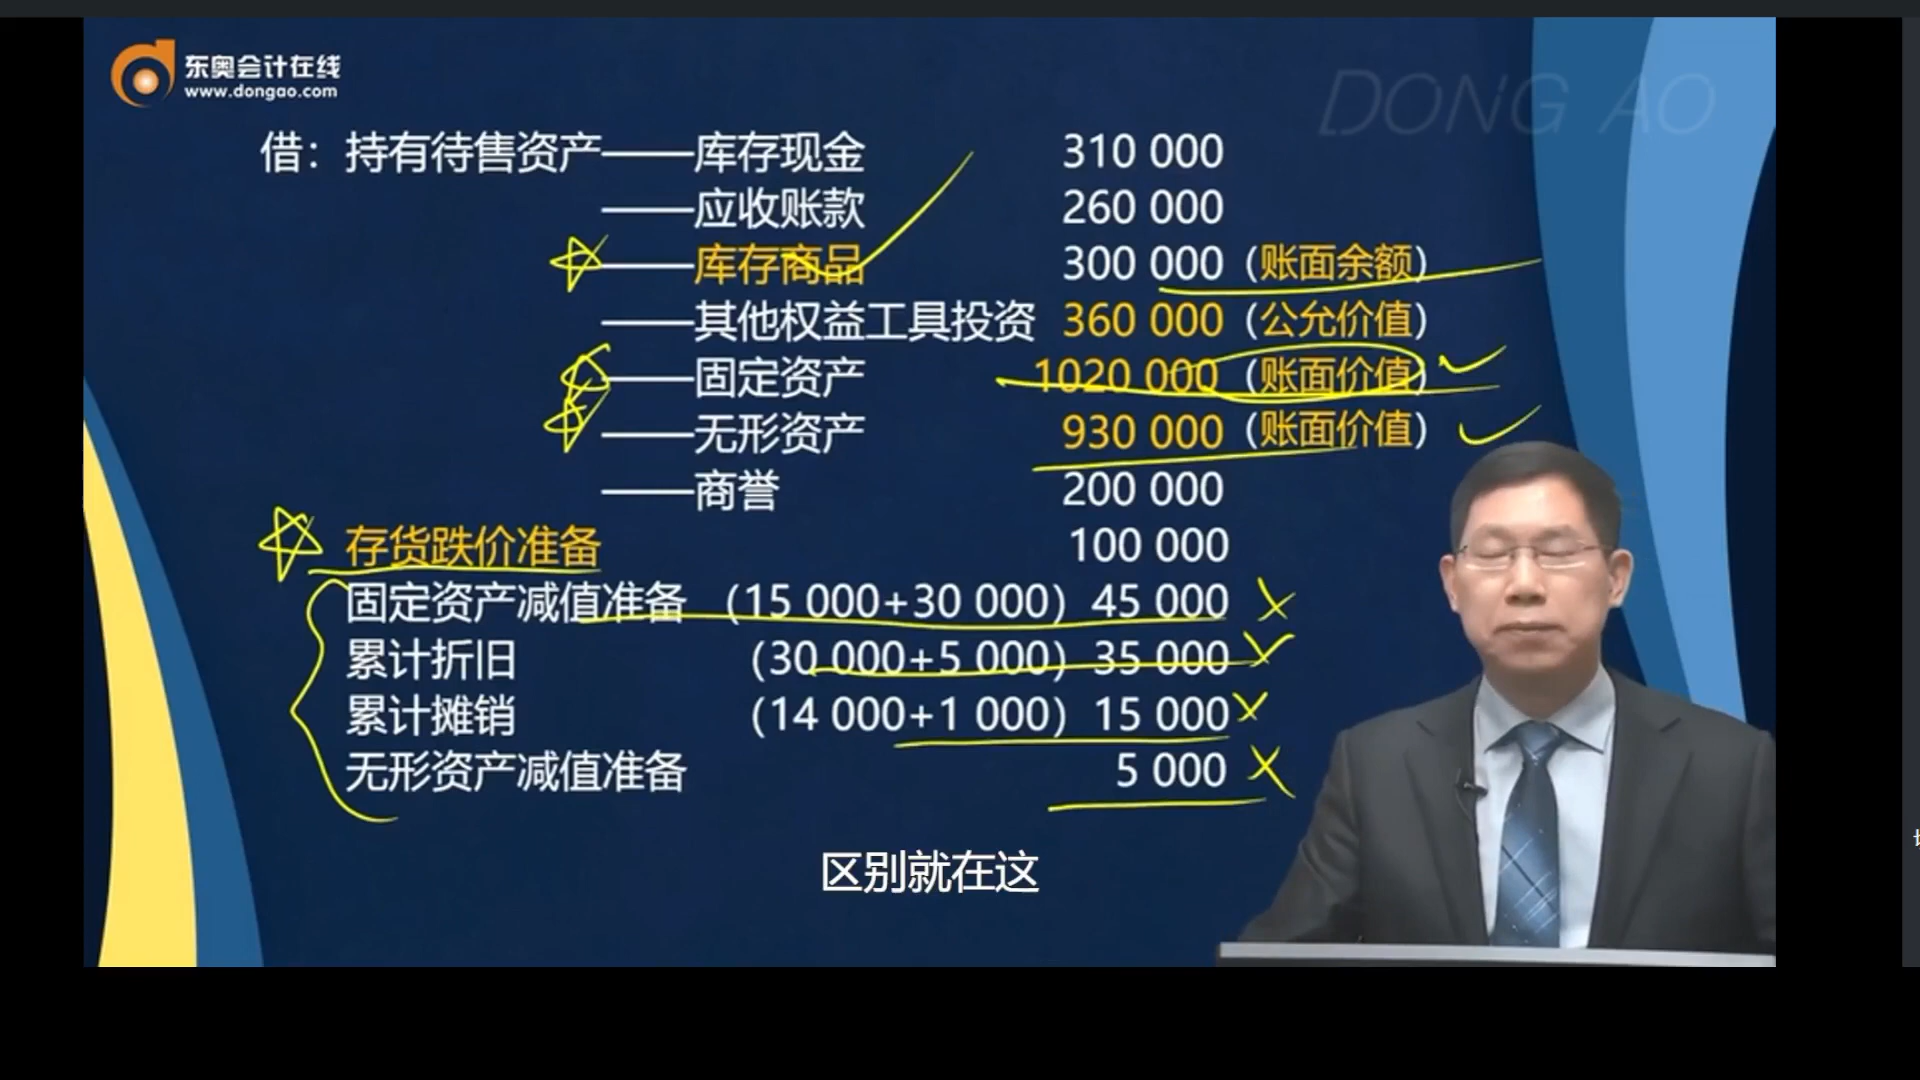 东奥会计在线
www.dongao.com
DONG AO
借：持有待售资产——库存现金 310 000
——应收账款 260 000
——库存商品 300 000（账面余额）
——其他权益工具投资 360 000（公允价值）
——固定资产 1020 000（账面价值）
——无形资产 930 000（账面价值）
——商誉 200 000
存货跌价准备 100 000
固定资产减值准备（15 000+30 000）45 000
累计折旧 （30 000+5 000）35 000
累计摊销 （14 000+1 000）15 000
无形资产减值准备 5 000
区别就在这